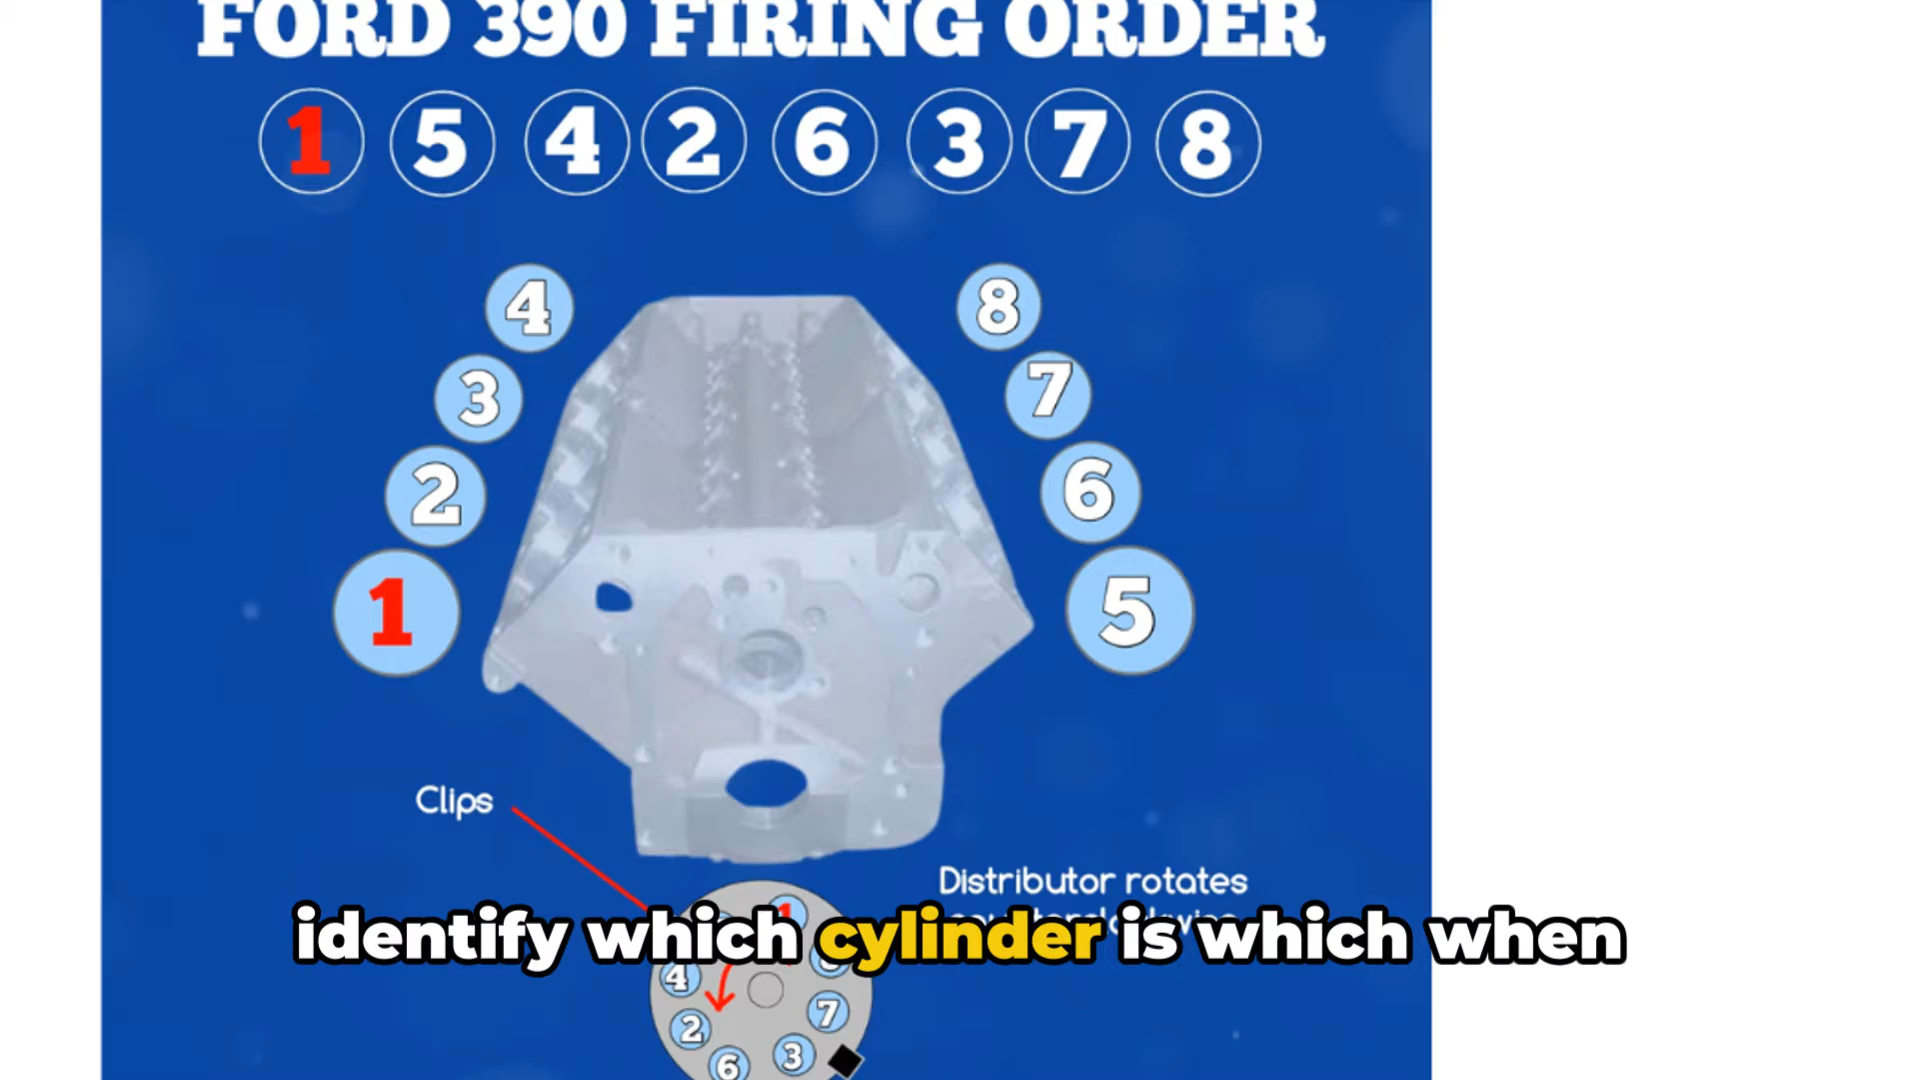 FORD 390 FIRING ORDER
1 5 4 2 6 3 7 8
4 8
3 7
2 6
1 5
Clips
Distributor rotates
identify which cylinder is which when
1
4
7
2
3
6